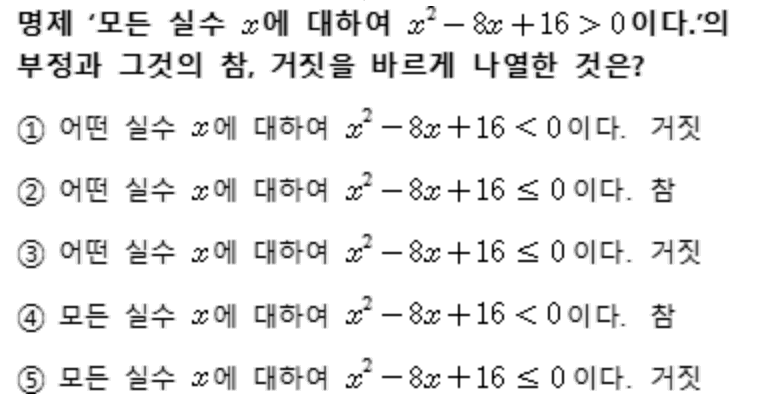 명제 ‘모든 실수 x에 대하여 x² − 8x + 16 > 0이다.’의
부정과 그것의 참, 거짓을 바르게 나열한 것은?
① 어떤 실수 x에 대하여 x² − 8x + 16 < 0이다. 거짓
② 어떤 실수 x에 대하여 x² − 8x + 16 ≤ 0이다. 참
③ 어떤 실수 x에 대하여 x² − 8x + 16 ≤ 0이다. 거짓
④ 모든 실수 x에 대하여 x² − 8x + 16 < 0이다. 참
⑤ 모든 실수 x에 대하여 x² − 8x + 16 ≤ 0이다. 거짓